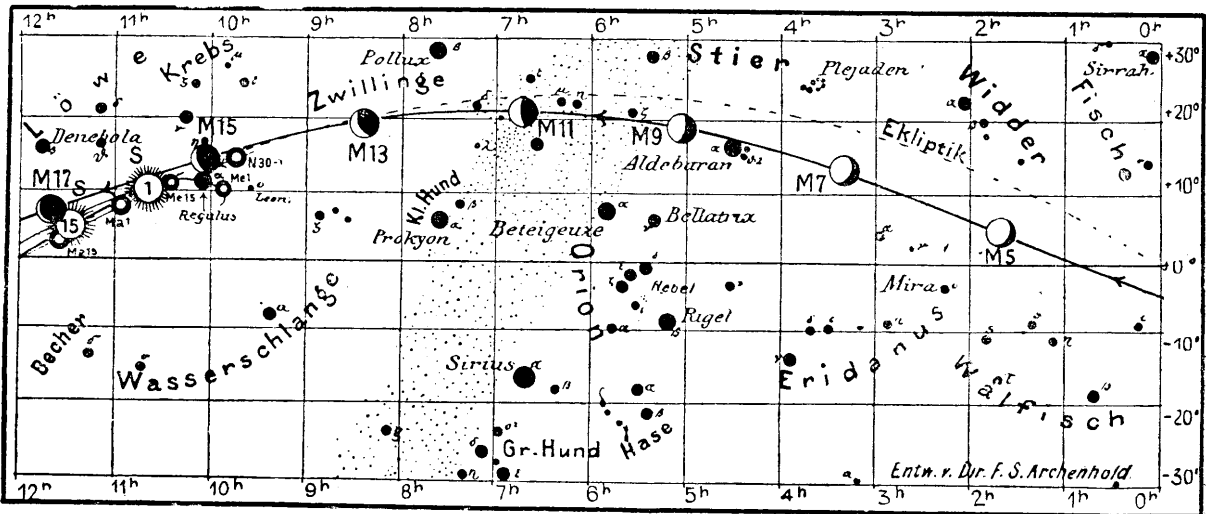 12h 11h 10h 9h 8h 7h 6h 5h 4h 3h 2h 1h 0h
+30°
Löwe
Krebs
Pollux β
Zwillinge
Stier
Plejaden
Widder
Sirrah
Fische
+20°
Denebola
M15
M13
M11
M9
Aldebaran
Ekliptik
M7
M17
S
1
N30-1
Me1
Me15
Regulus
Leon.
+10°
S
15
Ma1
Ma15
Kl. Hund
Prokyon α
Beteigeuze α
Bellatrix
M5
0°
Orion
Nebel
Mira
Rigel β
Becher
Wasserschlange
Sirius α
Eridanus
Walfisch
-10°
-20°
Gr. Hund
Hase
Entw. v. Dir. F. S. Archenhold.
-30°
12h 11h 10h 9h 8h 7h 6h 5h 4h 3h 2h 1h 0h